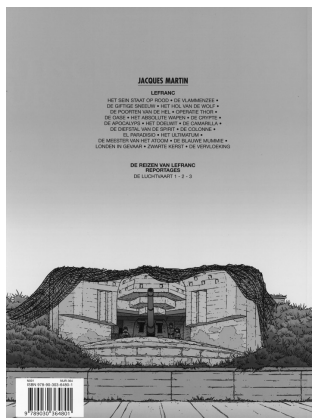 JACQUES MARTIN
LEFRANC
HET SEIN STAAT OP ROOD • DE VLAMMENZEE •
DE GIFTIGE SNEEUW • HET HOL VAN DE WOLF •
DE POORTEN VAN DE HEL • OPERATIE THOR •
DE OASE • HET ABSOLUTE WAPEN • DE CRYPTE •
DE APOCALYPS • HET DOELWIT • DE CAMARILLA •
DE DIEFSTAL VAN DE SPIRIT • DE COLONNE •
EL PARADISIO • HET ULTIMATUM •
DE MEESTER VAN HET ATOOM • DE BLAUWE MUMMIE •
LONDEN IN GEVAAR • ZWARTE KERST • DE VERVLOEKING
DE REIZEN VAN LEFRANC
REPORTAGES
DE LUCHTVAART 1 - 2 - 3
9 789030 364801